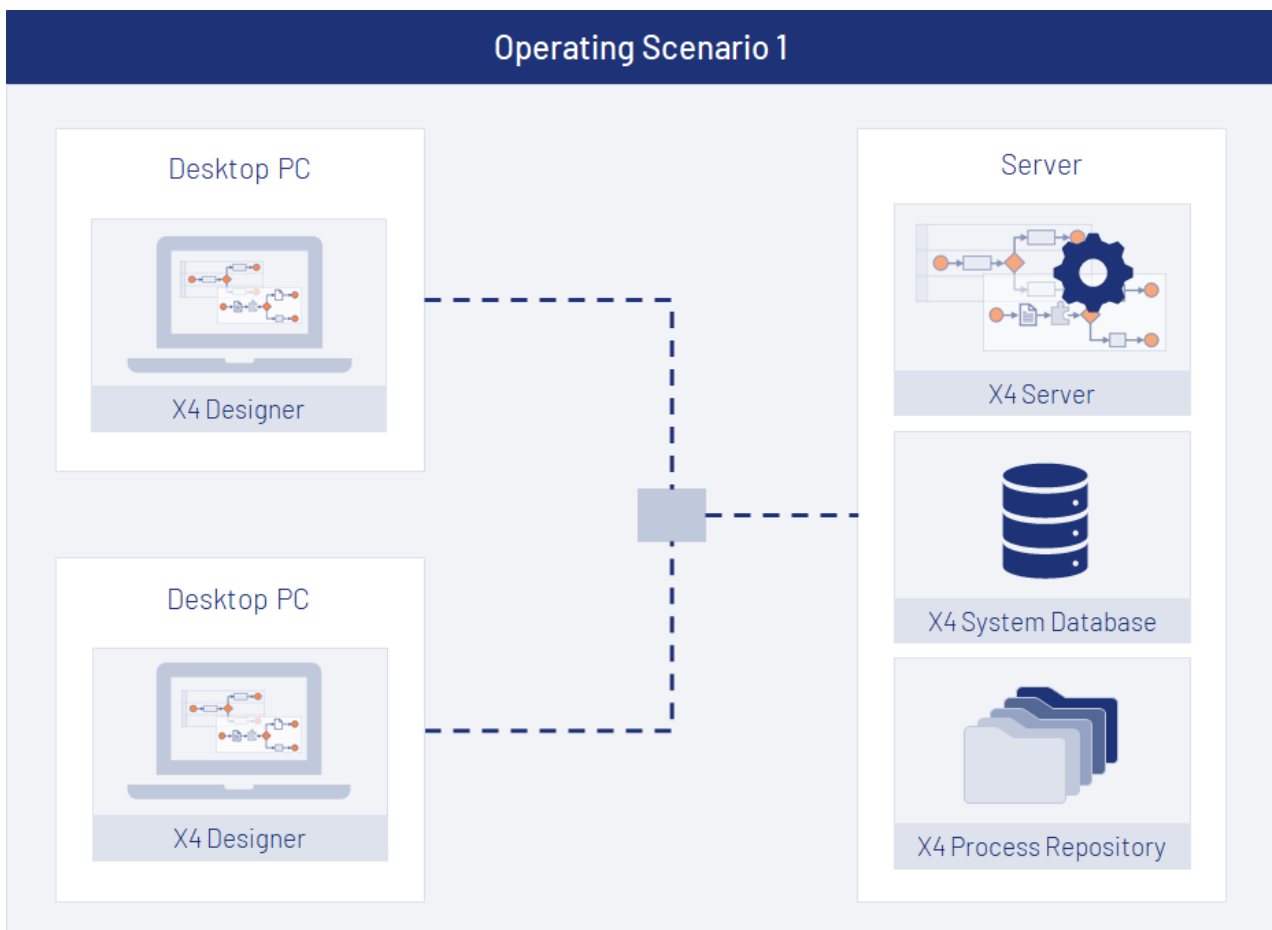 Operating Scenario 1
Desktop PC
X4 Designer
Desktop PC
X4 Designer
Server
X4 Server
X4 System Database
X4 Process Repository